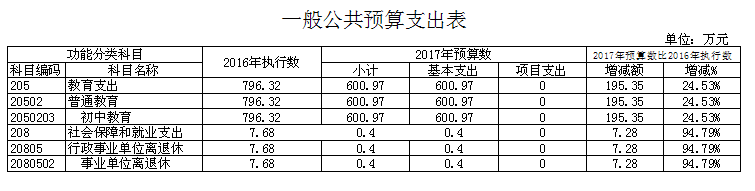 一般公共预算支出表
单位：万元
功能分类科目 2016年执行数 2017年预算数 2017年预算数比2016年执行数
科目编码 科目名称 小计 基本支出 项目支出 增减额 增减%
205 教育支出 796.32 600.97 600.97 0 195.35 24.53%
20502 普通教育 796.32 600.97 600.97 0 195.35 24.53%
2050203 初中教育 796.32 600.97 600.97 0 195.35 24.53%
208 社会保障和就业支出 7.68 0.4 0.4 0 7.28 94.79%
20805 行政事业单位离退休 7.68 0.4 0.4 0 7.28 94.79%
2080502 事业单位离退休 7.68 0.4 0.4 0 7.28 94.79%